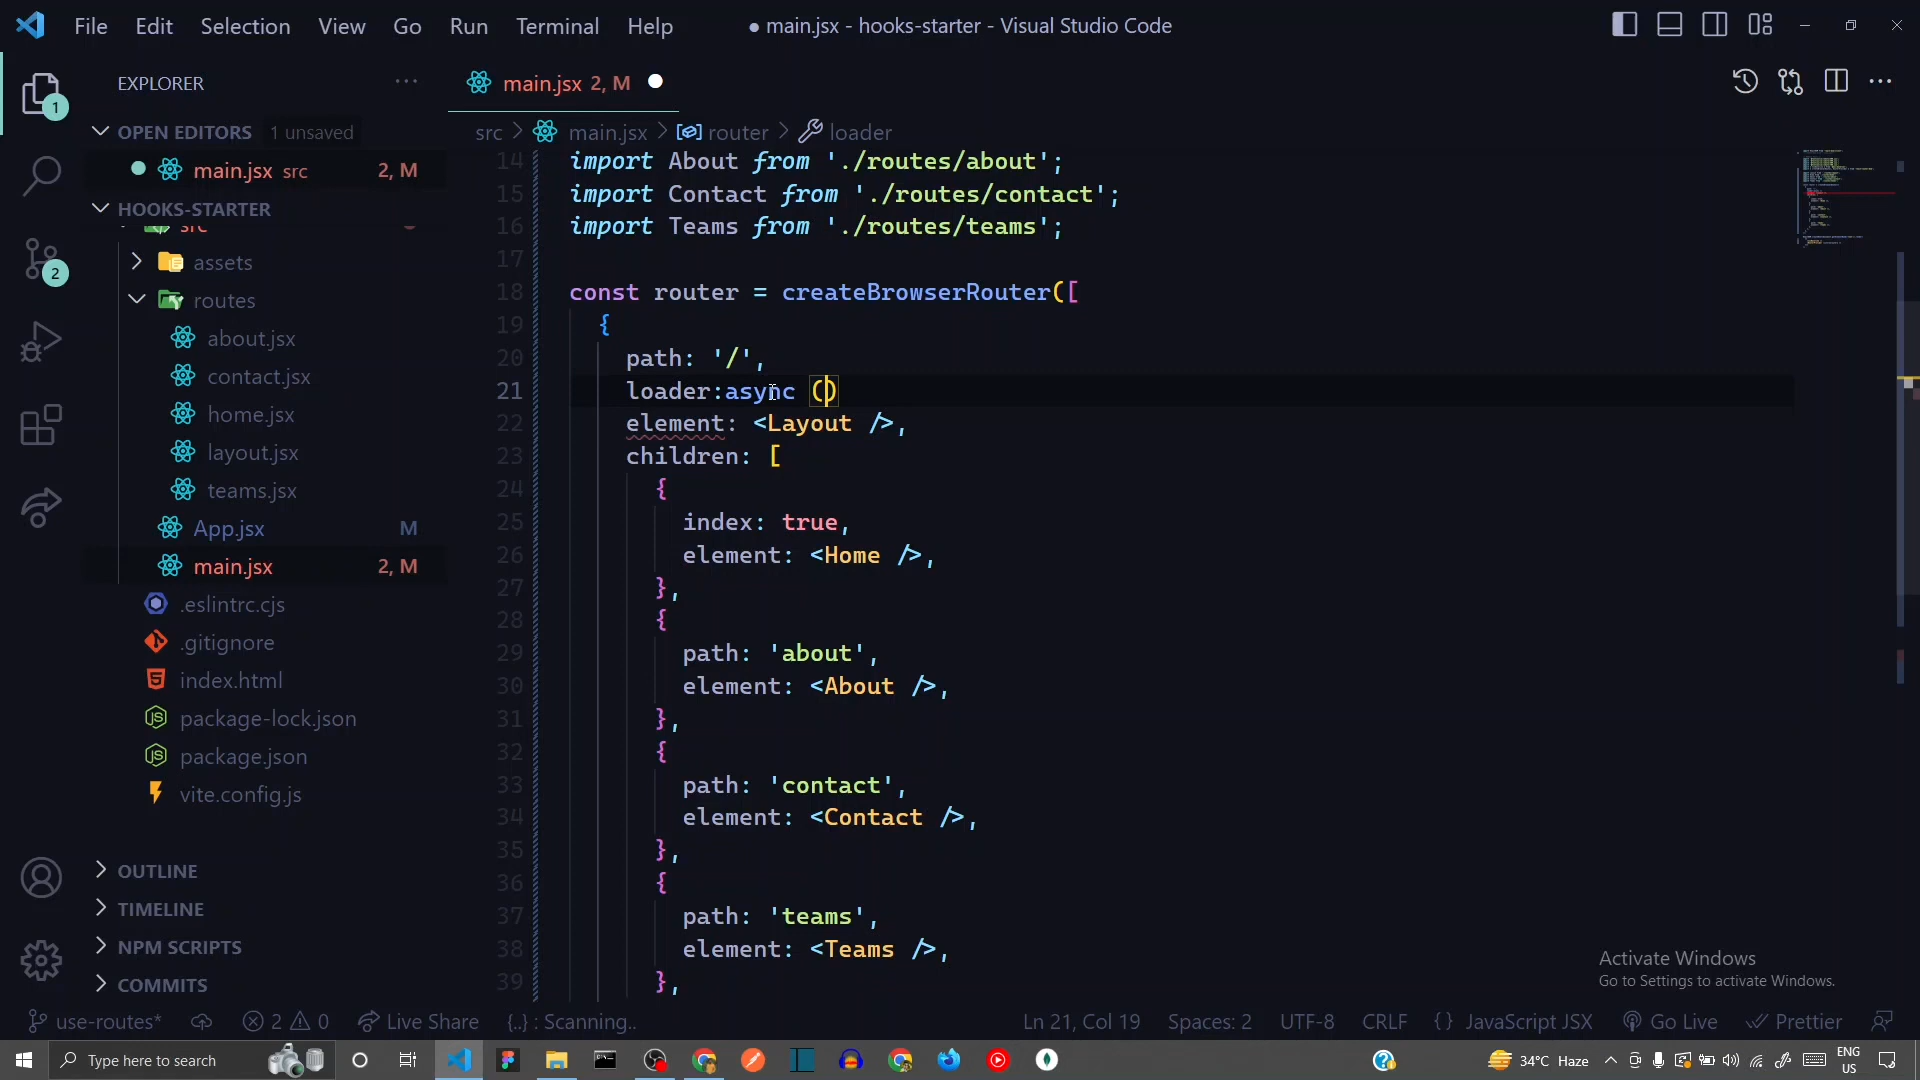 File Edit Selection View Go Run Terminal Help
● main.jsx - hooks-starter - Visual Studio Code
EXPLORER
main.jsx 2, M
OPEN EDITORS 1 unsaved
src > main.jsx > router > loader
main.jsx src 2, M
HOOKS-STARTER
src
assets
routes
about.jsx
contact.jsx
home.jsx
layout.jsx
teams.jsx
App.jsx M
main.jsx 2, M
.eslintrc.cjs
.gitignore
index.html
package-lock.json
package.json
vite.config.js
OUTLINE
TIMELINE
NPM SCRIPTS
COMMITS
1
2
14 import About from './routes/about';
15 import Contact from './routes/contact';
16 import Teams from './routes/teams';
17
18 const router = createBrowserRouter([
19 {
20 path: '/',
21 loader:async ()
22 element: <Layout />,
23 children: [
24 {
25 index: true,
26 element: <Home />,
27 },
28 {
29 path: 'about',
30 element: <About />,
31 },
32 {
33 path: 'contact',
34 element: <Contact />,
35 },
36 {
37 path: 'teams',
38 element: <Teams />,
39 },
Activate Windows
Go to Settings to activate Windows.
use-routes* 2 0 Live Share {..} : Scanning.. Ln 21, Col 19 Spaces: 2 UTF-8 CRLF {} JavaScript JSX Go Live Prettier
Type here to search 34°C Haze ENG
US